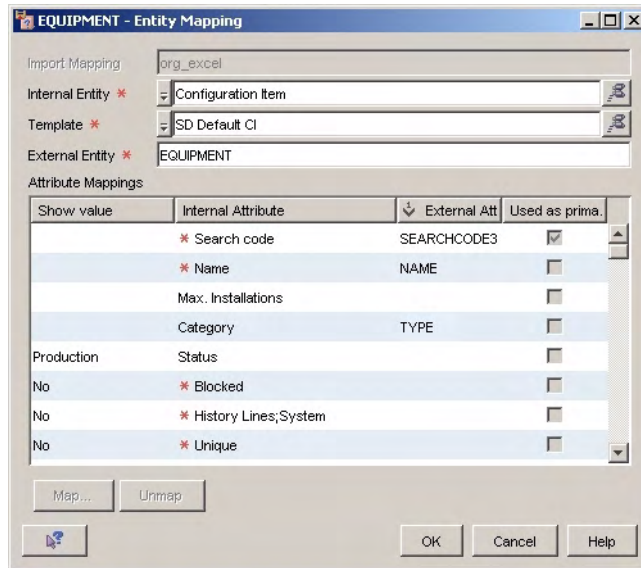 EQUIPMENT - Entity Mapping
Import Mapping org_excel
Internal Entity * Configuration Item
Template * SD Default CI
External Entity * EQUIPMENT
Attribute Mappings
Show value Internal Attribute External Att Used as prima.
* Search code SEARCHCODE3
* Name NAME
Max. Installations
Category TYPE
Production Status
No * Blocked
No * History Lines;System
No * Unique
Map... Unmap
OK Cancel Help